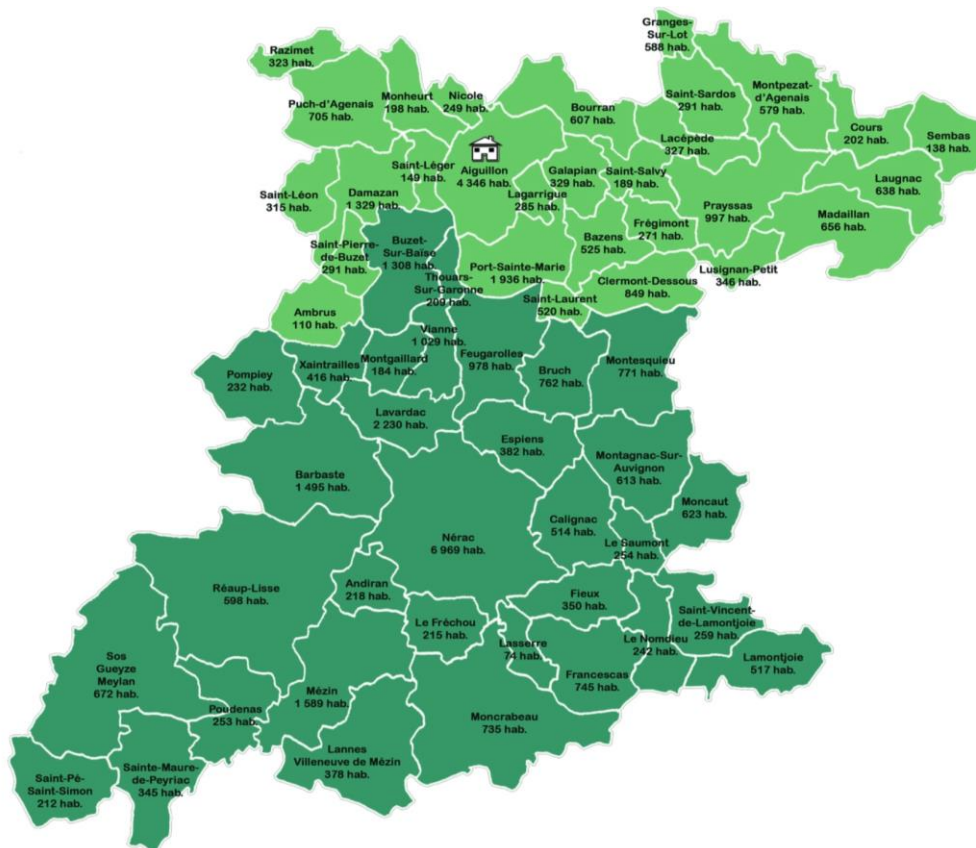 Granges-
Sur-Lot
588 hab.
Razimet
323 hab.
Puch-d'Agenais
705 hab.
Monheurt
198 hab.
Nicole
249 hab.
Bourran
607 hab.
Saint-Sardos
291 hab.
Montpezat-
d'Agenais
579 hab.
Cours
202 hab.
Sembas
138 hab.
Lacépède
327 hab.
Saint-Léger
149 hab.
Aiguillon
4 346 hab.
Galapian
329 hab.
Saint-Salvy
189 hab.
Laugnac
638 hab.
Saint-Léon
315 hab.
Damazan
1 329 hab.
Lagarrigue
285 hab.
Prayssas
997 hab.
Madaillan
656 hab.
Frégimont
271 hab.
Bazens
525 hab.
Saint-Pierre-
de-Buzet
291 hab.
Buzet-
Sur-Baïse
1 308 hab.
Port-Sainte-Marie
1 936 hab.
Lusignan-Petit
346 hab.
Clermont-Dessous
849 hab.
Thouars-
Sur-Garonne
209 hab.
Saint-Laurent
520 hab.
Ambrus
110 hab.
Vianne
1 029 hab.
Pompiey
232 hab.
Xaintrailles
416 hab.
Montgaillard
184 hab.
Feugarolles
978 hab.
Bruch
762 hab.
Montesquieu
771 hab.
Lavardac
2 230 hab.
Espiens
382 hab.
Montagnac-Sur-
Auvignon
613 hab.
Barbaste
1 495 hab.
Moncaut
623 hab.
Calignac
514 hab.
Nérac
6 969 hab.
Le Saumont
254 hab.
Réaup-Lisse
598 hab.
Andiran
218 hab.
Fieux
350 hab.
Saint-Vincent-
de-Lamontjoie
259 hab.
Le Fréchou
215 hab.
Lasserre
74 hab.
Le Nomdieu
242 hab.
Sos
Gueyze
Meylan
672 hab.
Lamontjoie
517 hab.
Francescas
745 hab.
Mézin
1 589 hab.
Poudenas
253 hab.
Moncrabeau
735 hab.
Lannes
Villeneuve de Mézin
378 hab.
Sainte-Maure-
de-Peyriac
345 hab.
Saint-Pé-
Saint-Simon
212 hab.